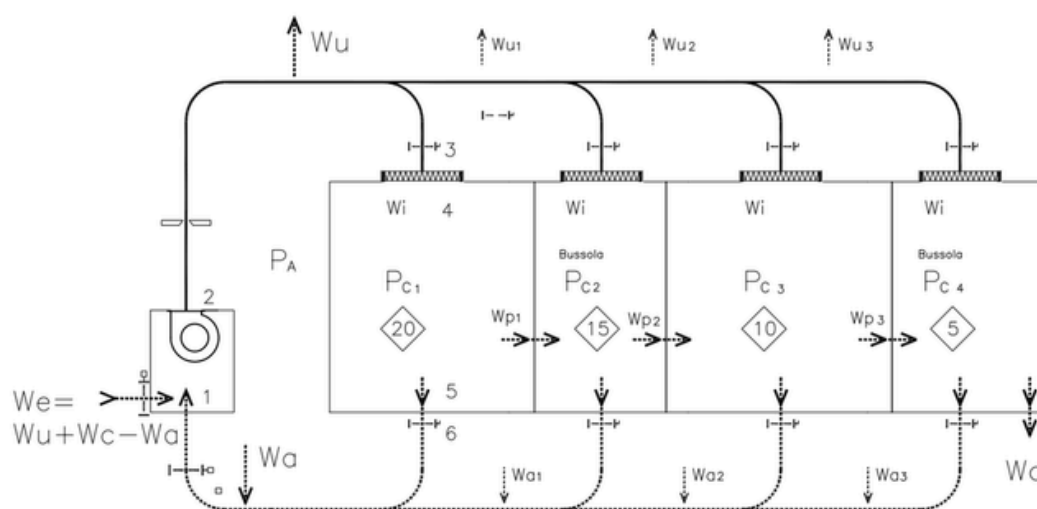 Wu
Wu1
Wu2
Wu3
3
Wi
4
Wi
Wi
Wi
PA
Bussola
Bussola
PC1
PC2
PC3
PC4
2
20
15
10
5
Wp1
Wp2
Wp3
We=
Wu+Wc-Wa
1
5
6
Wa
Wa1
Wa2
Wa3